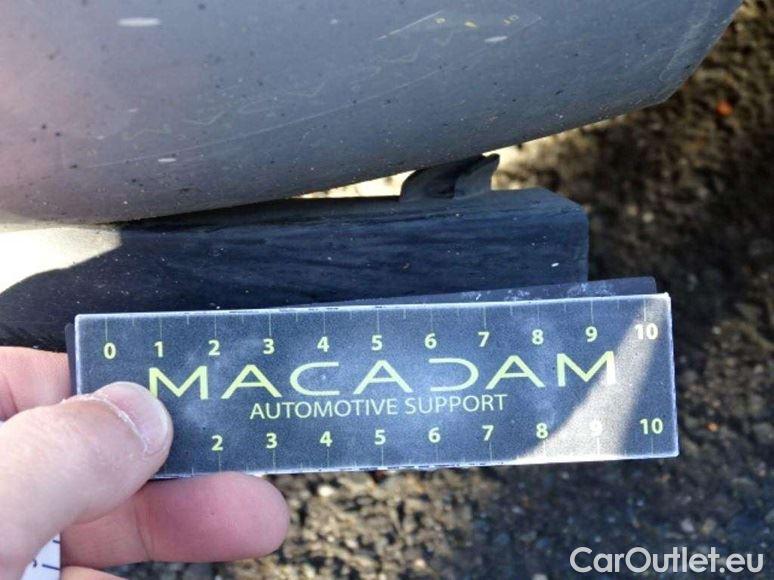 0 1 2 3 4 5 6 7 8 9 10
MACADAM
AUTOMOTIVE SUPPORT
2 3 4 5 6 7 8 9 10
CarOutlet.eu